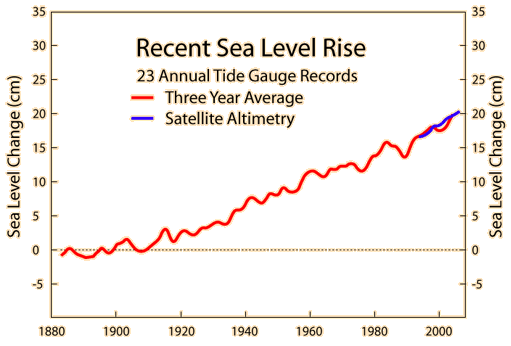 Recent Sea Level Rise
23 Annual Tide Gauge Records
Three Year Average
Satellite Altimetry
Sea Level Change (cm)
35
30
25
20
15
10
5
0
-5
Sea Level Change (cm)
35
30
25
20
15
10
5
0
-5
1880 1900 1920 1940 1960 1980 2000